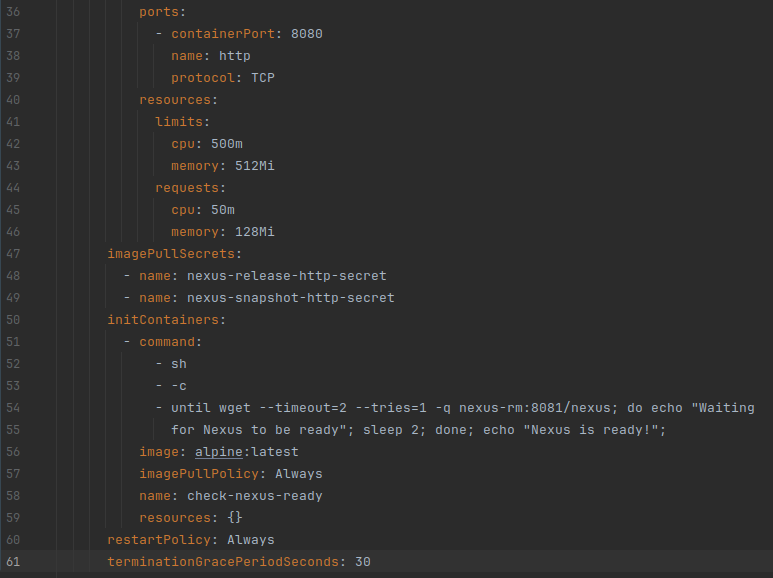 36 ports:
37 - containerPort: 8080
38 name: http
39 protocol: TCP
40 resources:
41 limits:
42 cpu: 500m
43 memory: 512Mi
44 requests:
45 cpu: 50m
46 memory: 128Mi
47 imagePullSecrets:
48 - name: nexus-release-http-secret
49 - name: nexus-snapshot-http-secret
50 initContainers:
51 - command:
52 - sh
53 - -c
54 - until wget --timeout=2 --tries=1 -q nexus-rm:8081/nexus; do echo "Waiting
55 for Nexus to be ready"; sleep 2; done; echo "Nexus is ready!";
56 image: alpine:latest
57 imagePullPolicy: Always
58 name: check-nexus-ready
59 resources: {}
60 restartPolicy: Always
61 terminationGracePeriodSeconds: 30